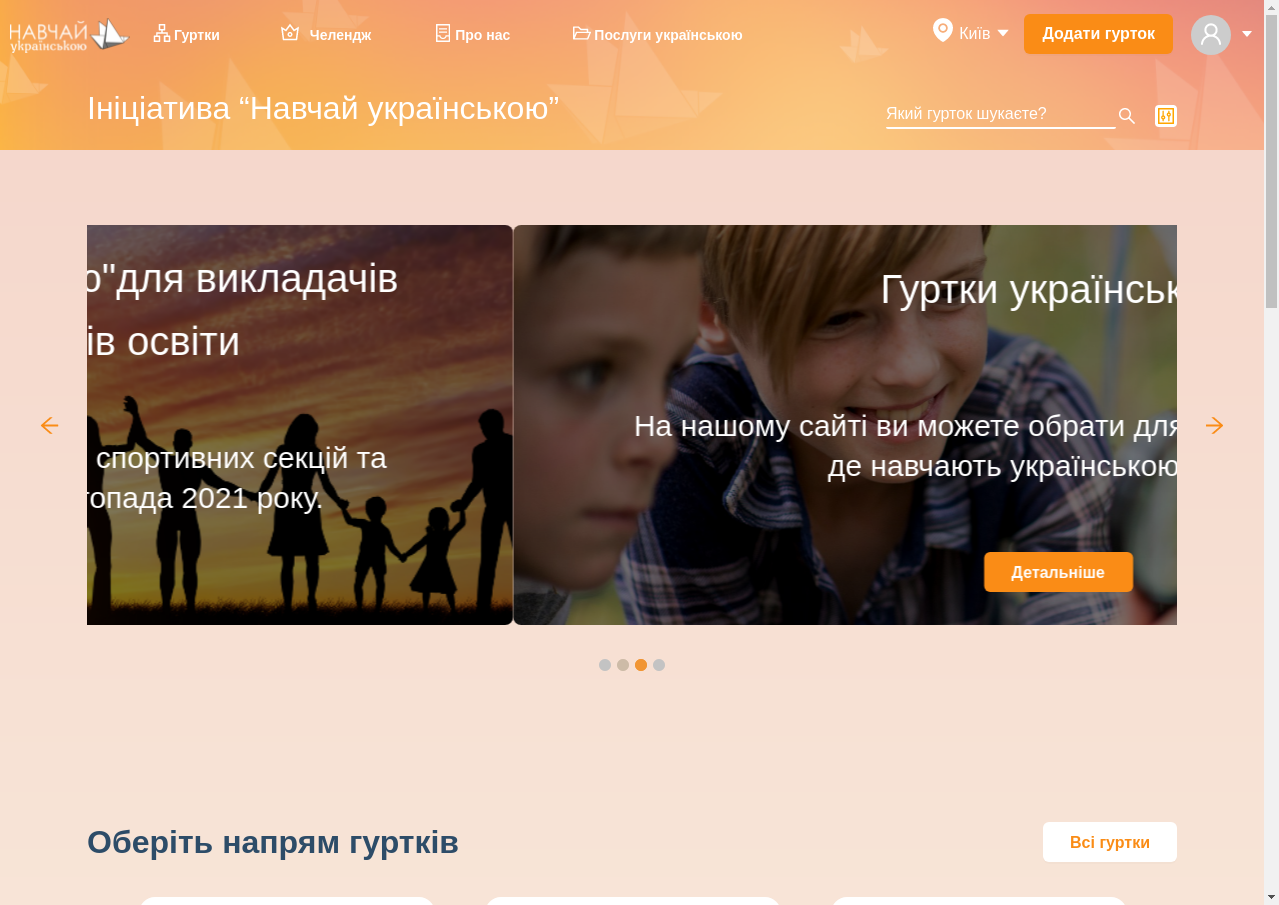 НАВЧАЙ
українською
Гуртки
Челендж
Про нас
Послуги українською
Київ
Додати гурток
Ініціатива “Навчай українською”
Який гурток шукаєте?
о"для викладачів
ів освіти
спортивних секцій та
топада 2021 року.
Гуртки українськ
На нашому сайті ви можете обрати для
де навчають українською
Детальніше
Оберіть напрям гуртків
Всі гуртки